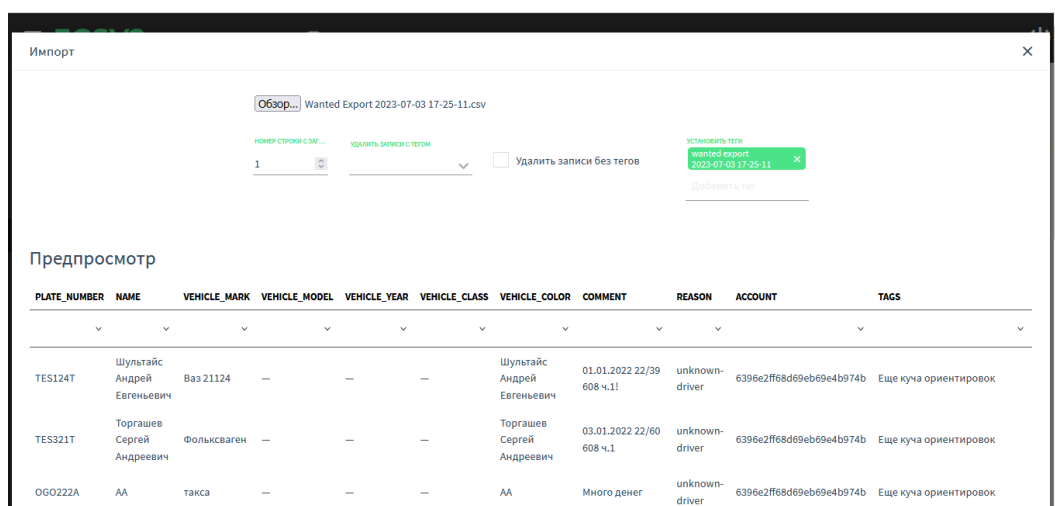 Импорт
Обзор... Wanted Export 2023-07-03 17-25-11.csv
НОМЕР СТРОКИ С ЗАГ... УДАЛИТЬ ЗАПИСИ С ТЕГОМ УСТАНОВИТЬ ТЕГИ
1 Удалить записи без тегов wanted export
2023-07-03 17-25-11
Добавить тег
Предпросмотр
PLATE_NUMBER NAME VEHICLE_MARK VEHICLE_MODEL VEHICLE_YEAR VEHICLE_CLASS VEHICLE_COLOR COMMENT REASON ACCOUNT TAGS
Шультайс Шультайс
01.01.2022 22/39 unknown-
TES124T Андрей Ваз 21124 — — — Андрей 6396e2ff68d69eb69e4b974b Еще куча ориентировок
608 ч.1! driver
Евгеньевич Евгеньевич
Торгашев Торгашев
03.01.2022 22/60 unknown-
TES321T Сергей Фольксваген — — — Сергей 6396e2ff68d69eb69e4b974b Еще куча ориентировок
608 ч.1 driver
Андреевич Андреевич
unknown-
OGO222A АА такса — — — АА Много денег 6396e2ff68d69eb69e4b974b Еще куча ориентировок
driver